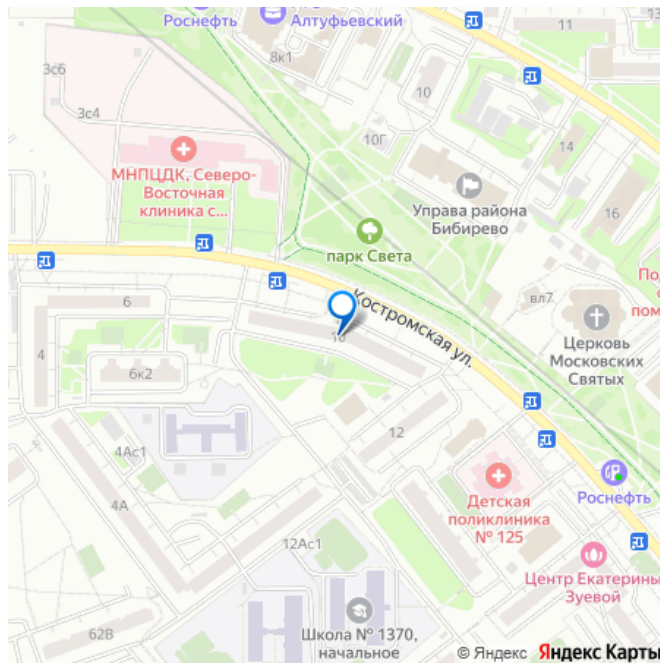 Роснефть
Алтуфьевский
11
13
8к1
3с6
10
3с4
10Г
14
МНПЦДК, Северо-
Восточная
клиника с...
Управа района
Бибирево
16
парк Света
вл7
Костромская ул.
6
Церковь
Московских
Святых
4
6к2
12
4Ас1
4А
Детская
поликлиника
№ 125
Роснефть
12Ас1
Центр Екатерины
Зуевой
62В
Школа № 1370,
начальное
© Яндекс Яндекс Карты